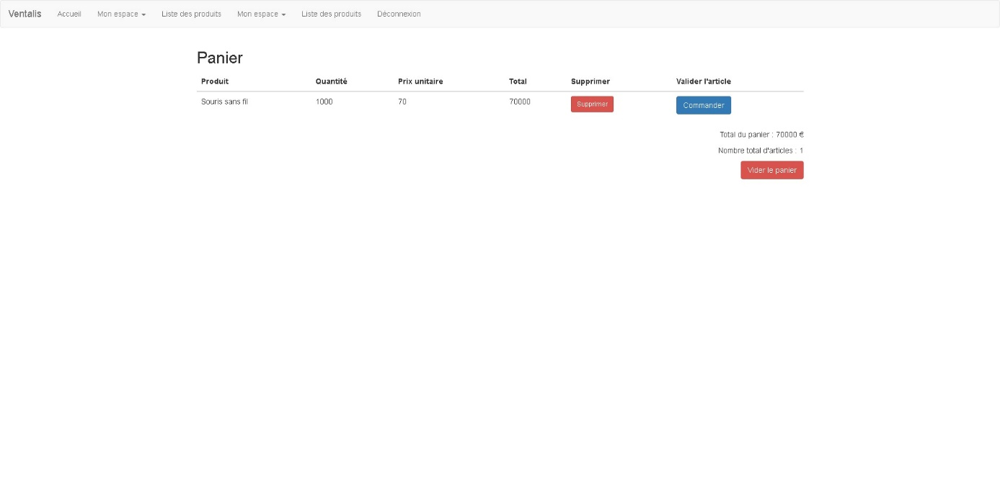 Ventalis Accueil Mon espace Liste des produits Mon espace Liste des produits Déconnexion
Panier
Produit Quantité Prix unitaire Total Supprimer Valider l'article
Souris sans fil 1000 70 70000 Supprimer Commander
Total du panier : 70000 €
Nombre total d'articles : 1
Vider le panier